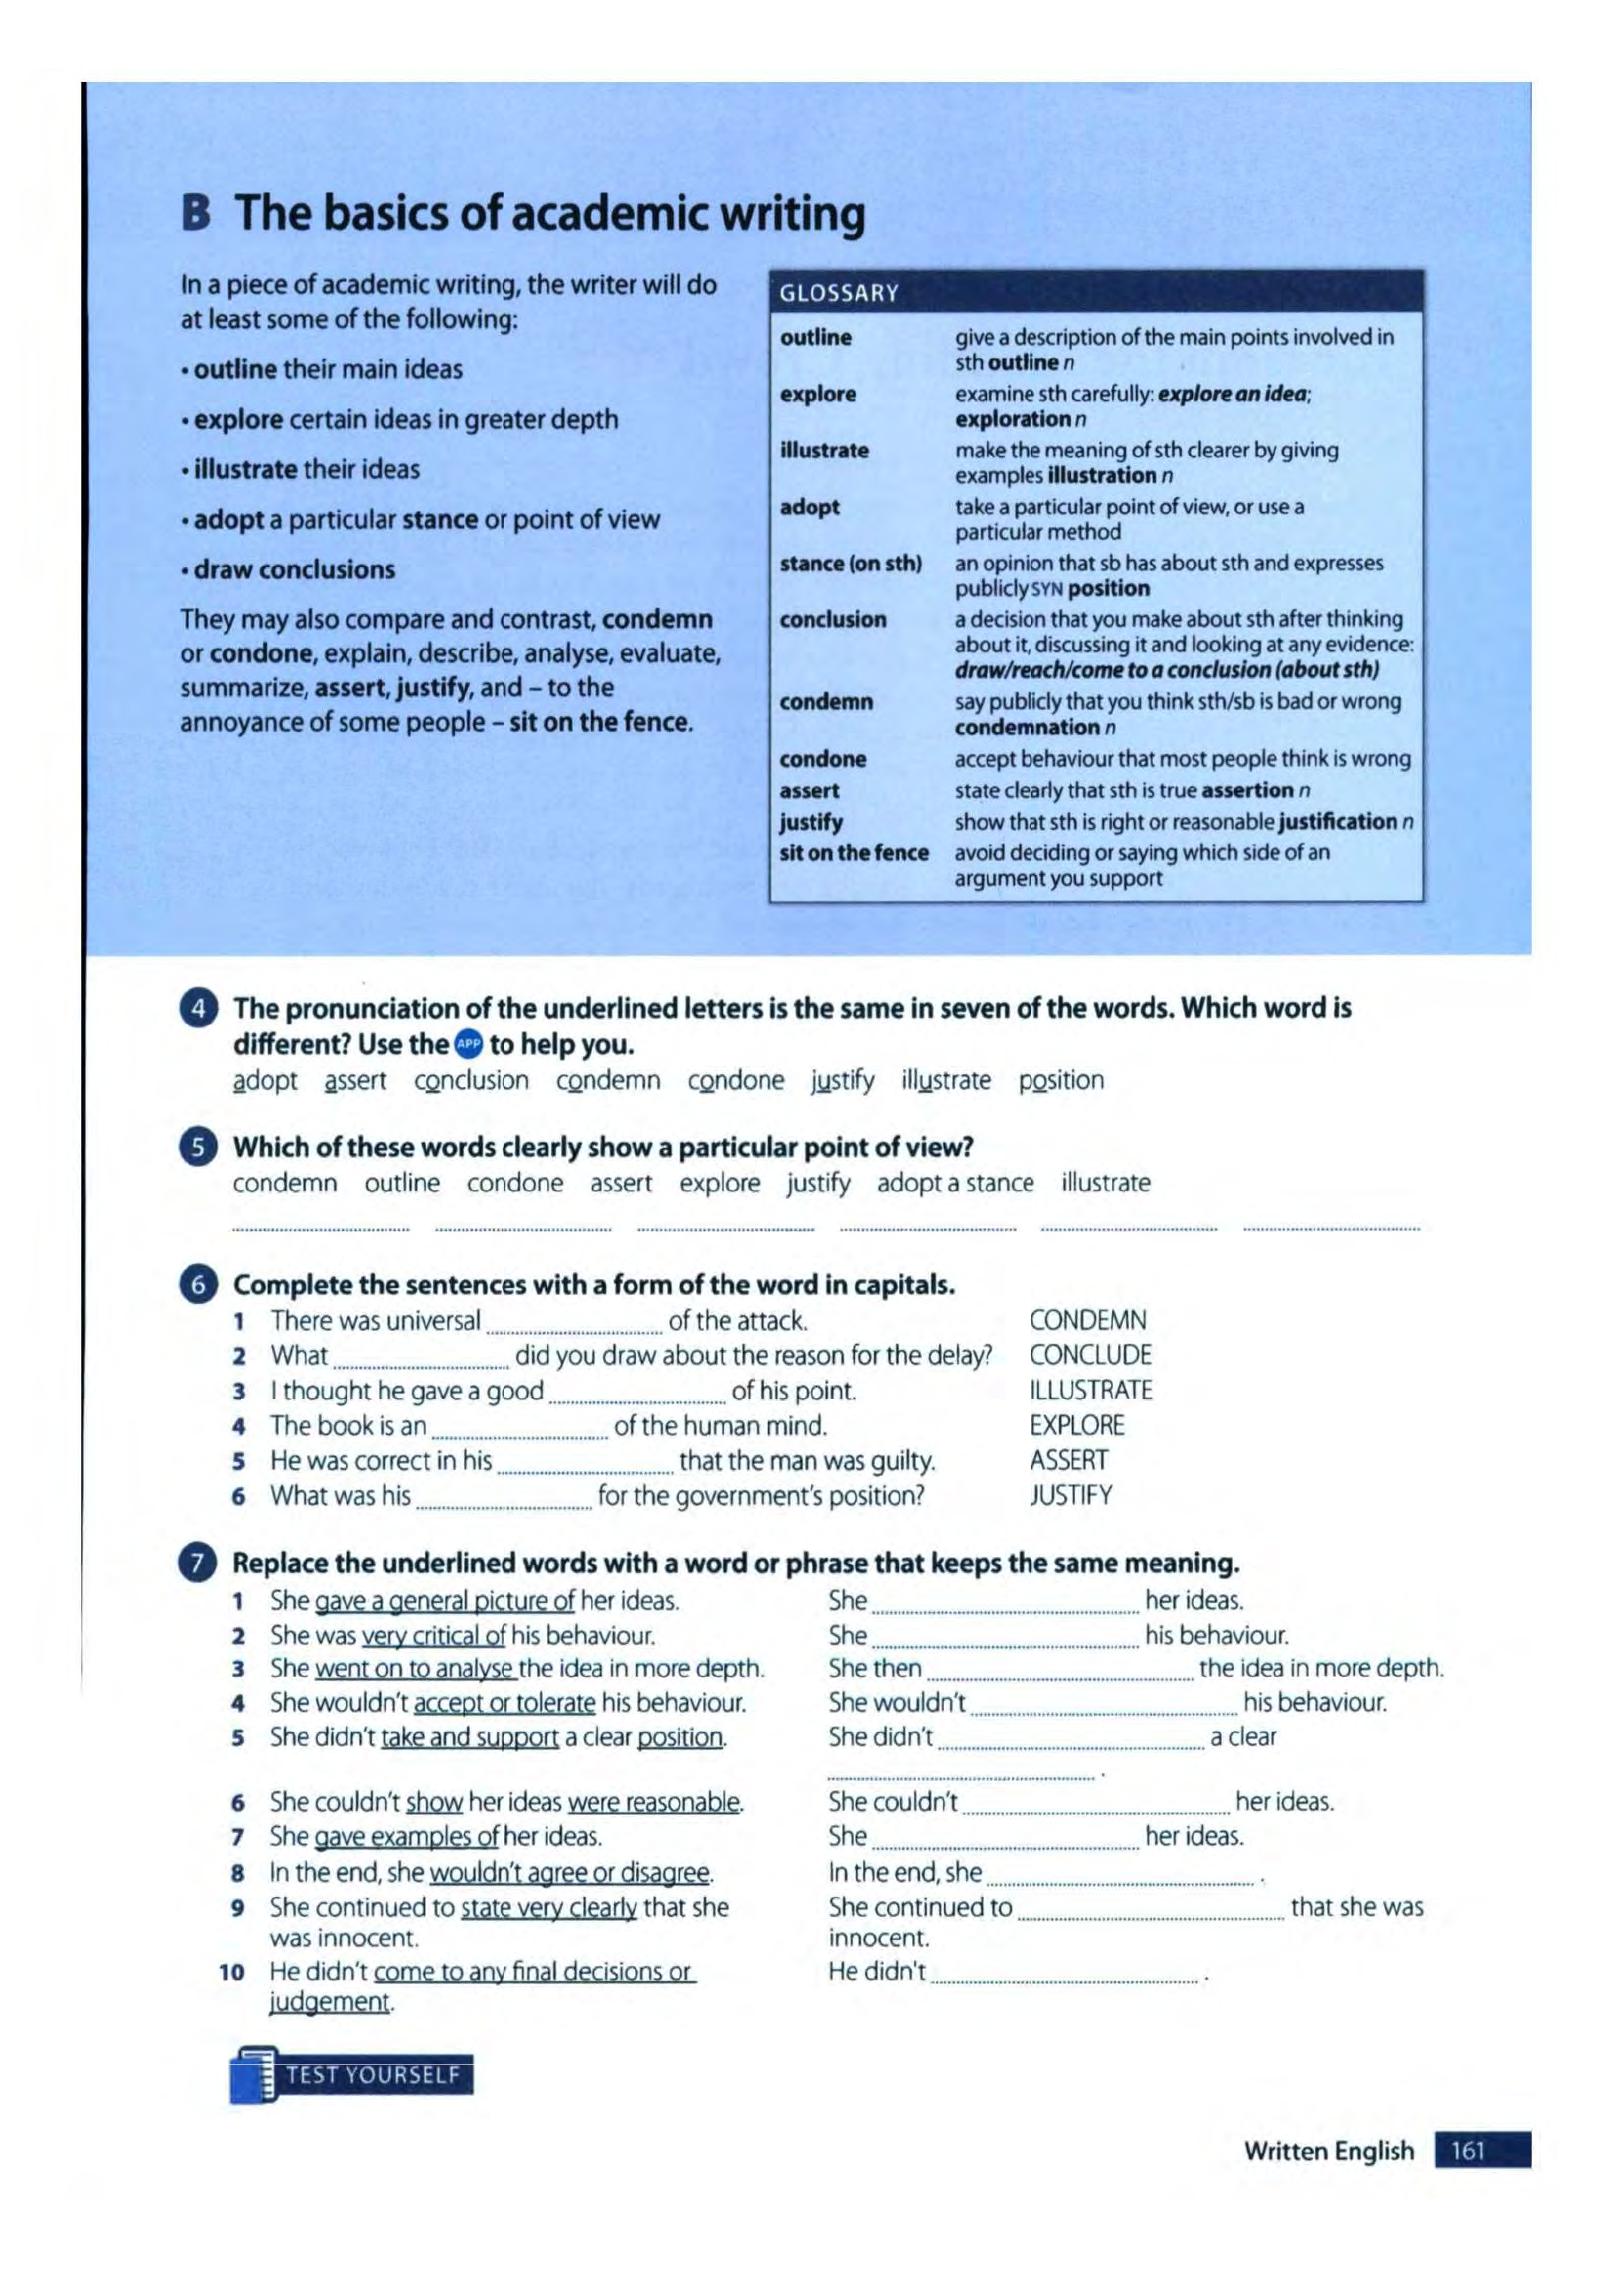 B The basics of academic writing
In a piece of academic writing, the writer will do
at least some of the following:
• outline their main ideas
• explore certain ideas in greater depth
• illustrate their ideas
• adopt a particular stance or point of view
• draw conclusions
They may also compare and contrast, condemn
or condone, explain, describe, analyse, evaluate,
summarize, assert, justify, and – to the
annoyance of some people – sit on the fence.
GLOSSARY
outline give a description of the main points involved in
sth outline n
explore examine sth carefully: explore an idea;
exploration n
illustrate make the meaning of sth clearer by giving
examples illustration n
adopt take a particular point of view, or use a
particular method
stance (on sth) an opinion that sb has about sth and expresses
publicly SYN position
conclusion a decision that you make about sth after thinking
about it, discussing it and looking at any evidence:
draw/reach/come to a conclusion (about sth)
condemn say publicly that you think sth/sb is bad or wrong
condemnation n
condone accept behaviour that most people think is wrong
assert state clearly that sth is true assertion n
justify show that sth is right or reasonable justification n
sit on the fence avoid deciding or saying which side of an
argument you support
4 The pronunciation of the underlined letters is the same in seven of the words. Which word is
different? Use the APP to help you.
adopt assert conclusion condemn condone justify illustrate position
5 Which of these words clearly show a particular point of view?
condemn outline condone assert explore justify adopt a stance illustrate
6 Complete the sentences with a form of the word in capitals.
1 There was universal ............ of the attack. CONDEMN
2 What ............ did you draw about the reason for the delay? CONCLUDE
3 I thought he gave a good ............ of his point. ILLUSTRATE
4 The book is an ............ of the human mind. EXPLORE
5 He was correct in his ............ that the man was guilty. ASSERT
6 What was his ............ for the government's position? JUSTIFY
7 Replace the underlined words with a word or phrase that keeps the same meaning.
1 She gave a general picture of her ideas. She ............ her ideas.
2 She was very critical of his behaviour. She ............ his behaviour.
3 She went on to analyse the idea in more depth. She then ............ the idea in more depth.
4 She wouldn't accept or tolerate his behaviour. She wouldn't ............ his behaviour.
5 She didn't take and support a clear position. She didn't ............ a clear
............ .
6 She couldn't show her ideas were reasonable. She couldn't ............ her ideas.
7 She gave examples of her ideas. She ............ her ideas.
8 In the end, she wouldn't agree or disagree. In the end, she ............ .
9 She continued to state very clearly that she She continued to ............ that she was
was innocent. innocent.
10 He didn't come to any final decisions or He didn't ............ .
judgement.
TEST YOURSELF
Written English 161